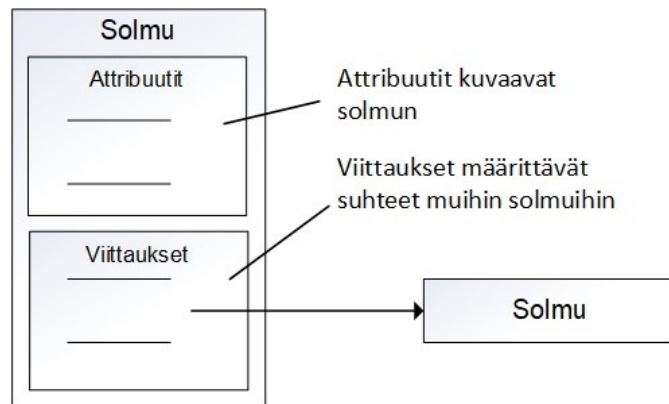 Solmu
Attribuutit
Attribuutit kuvaavat
solmun
Viittaukset määrittävät
suhteet muihin solmuihin
Viittaukset
Solmu